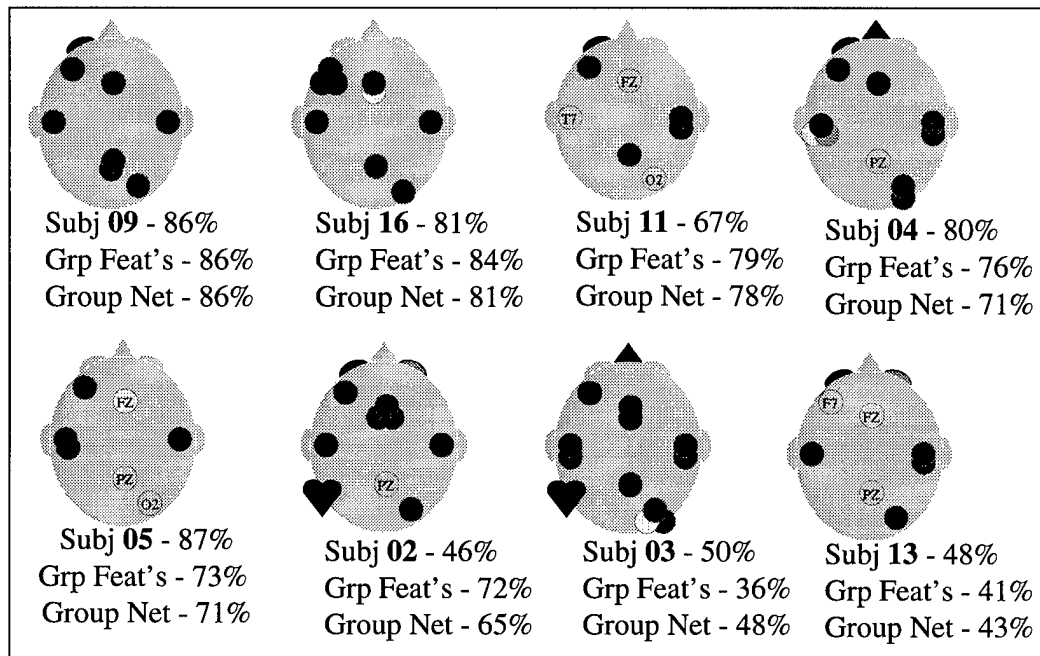 FZ
T7
O2
PZ
Subj 09 - 86%
Grp Feat's - 86%
Group Net - 86%
Subj 16 - 81%
Grp Feat's - 84%
Group Net - 81%
Subj 11 - 67%
Grp Feat's - 79%
Group Net - 78%
Subj 04 - 80%
Grp Feat's - 76%
Group Net - 71%
FZ
PZ
O2
PZ
F7
FZ
PZ
Subj 05 - 87%
Grp Feat's - 73%
Group Net - 71%
Subj 02 - 46%
Grp Feat's - 72%
Group Net - 65%
Subj 03 - 50%
Grp Feat's - 36%
Group Net - 48%
Subj 13 - 48%
Grp Feat's - 41%
Group Net - 43%